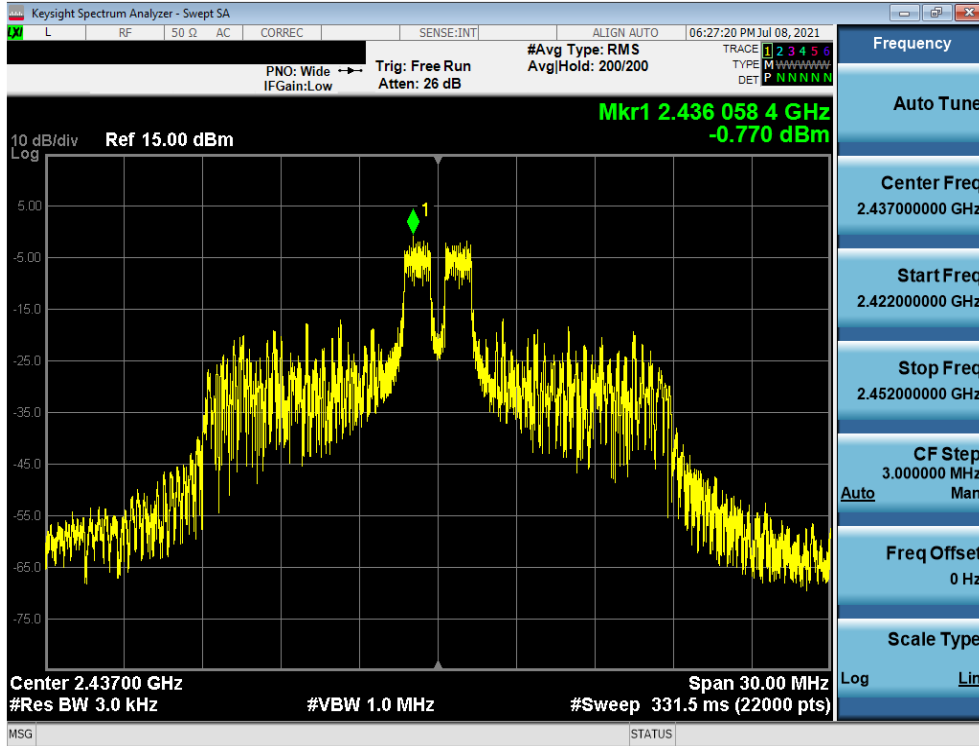 Keysight Spectrum Analyzer - Swept SA
LXI L RF 50 Ω AC CORREC SENSE:INT ALIGN AUTO 06:27:20 PM Jul 08, 2021
Frequency
PNO: Wide
IFGain:Low
Trig: Free Run
Atten: 26 dB
#Avg Type: RMS
Avg|Hold: 200/200
TRACE 1 2 3 4 5 6
TYPE M WWWWW
DET P N N N N N
Auto Tune
Mkr1 2.436 058 4 GHz
-0.770 dBm
10 dB/div
Log
Ref 15.00 dBm
1
5.00
-5.00
-15.0
-25.0
-35.0
-45.0
-55.0
-65.0
-75.0
Center Freq
2.437000000 GHz
Start Freq
2.422000000 GHz
Stop Freq
2.452000000 GHz
CF Step
3.000000 MHz
Auto Man
Freq Offset
0 Hz
Scale Type
Log Lin
Center 2.43700 GHz Span 30.00 MHz
#Res BW 3.0 kHz #VBW 1.0 MHz #Sweep 331.5 ms (22000 pts)
MSG STATUS